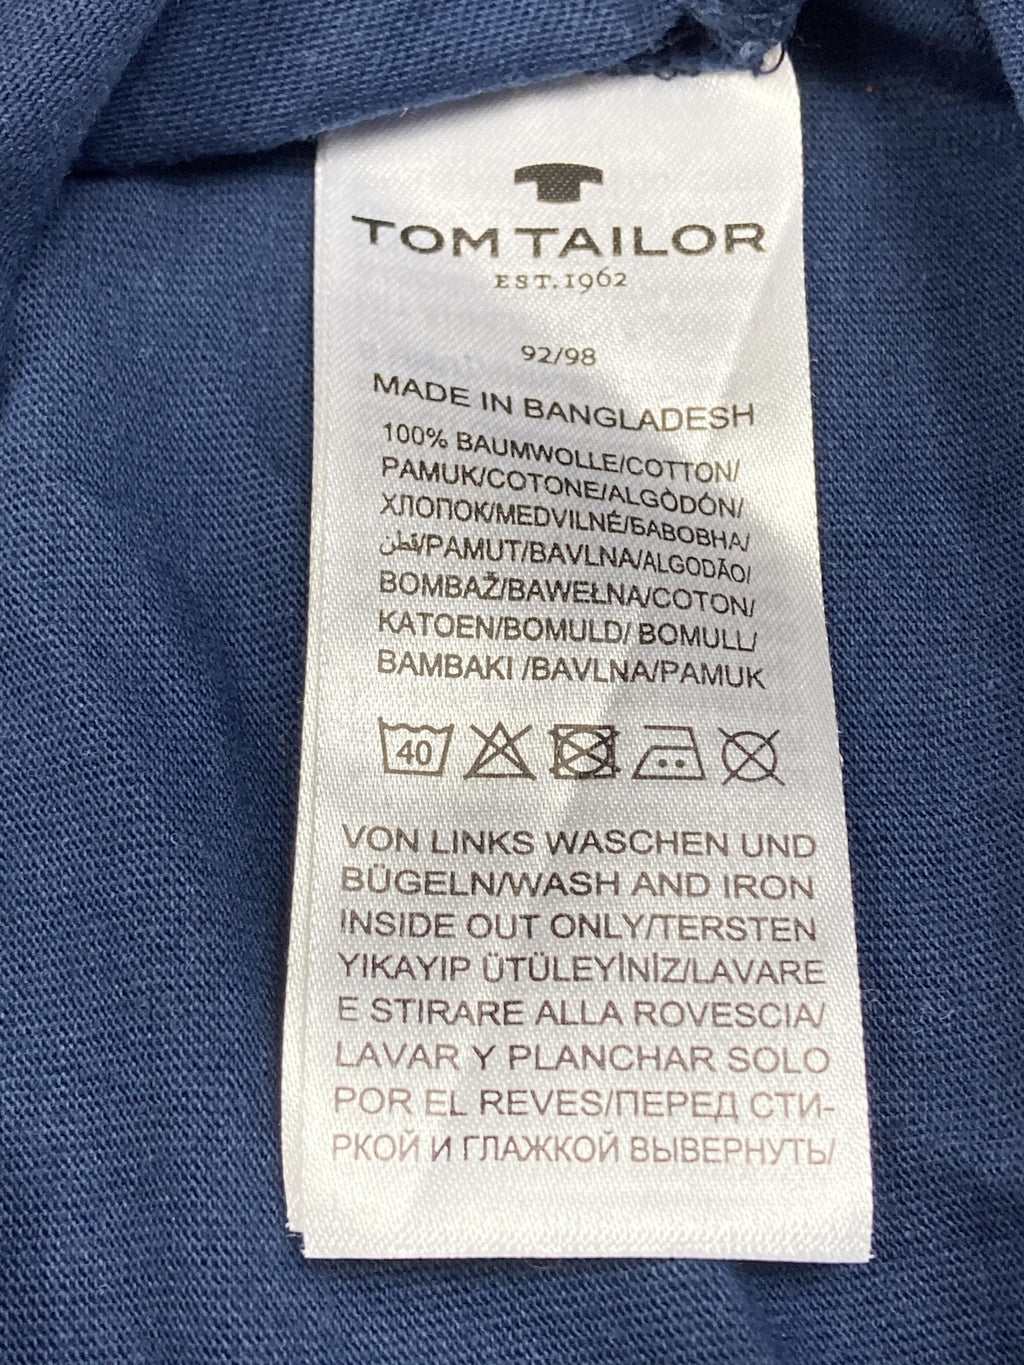 TOM TAILOR
EST. 1962
92/98
MADE IN BANGLADESH
100% BAUMWOLLE/COTTON/
PAMUK/COTONE/ALGÒDÓN/
ХЛОПОК/MEDVILNÉ/БАВОВНА/
قطن/PAMUT/BAVLNA/ALGODÃO/
BOMBAŽ/BAWEŁNA/COTON/
KATOEN/BOMULD/ BOMULL/
BAMBAKI /BAVLNA/PAMUK
40
VON LINKS WASCHEN UND
BÜGELN/WASH AND IRON
INSIDE OUT ONLY/TERSTEN
YIKAYIP ÜTÜLEYİNİZ/LAVARE
E STIRARE ALLA ROVESCIA/
LAVAR Y PLANCHAR SOLO
POR EL REVES/ПЕРЕД СТИ-
РКОЙ И ГЛАЖКОЙ ВЫВЕРНУТЬ/